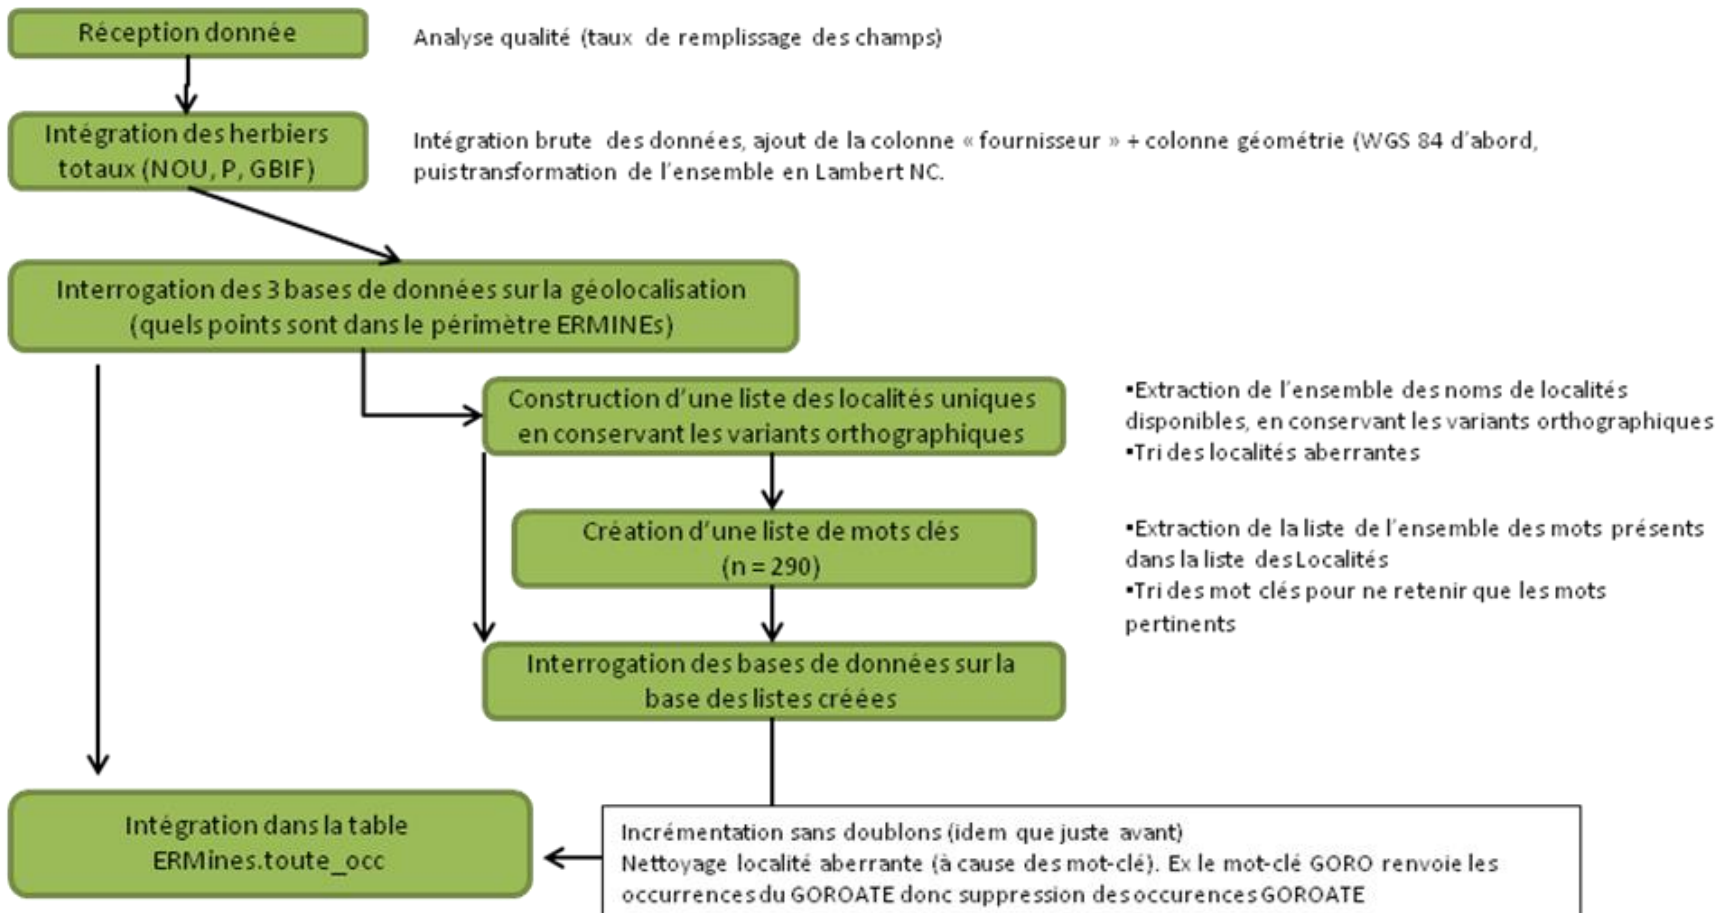 Réception donnée
Analyse qualité (taux de remplissage des champs)
Intégration des herbiers
totaux (NOU, P, GBIF)
Intégration brute des données, ajout de la colonne « fournisseur » + colonne géométrie (WGS 84 d'abord,
puis transformation de l'ensemble en Lambert NC.
Interrogation des 3 bases de données sur la géolocalisation
(quels points sont dans le périmètre ERMINEs)
Construction d'une liste des localités uniques
en conservant les variants orthographiques
▪Extraction de l'ensemble des noms de localités
disponibles, en conservant les variants orthographiques
▪Tri des localités aberrantes
Création d'une liste de mots clés
(n = 290)
▪Extraction de la liste de l'ensemble des mots présents
dans la liste des Localités
▪Tri des mot clés pour ne retenir que les mots
pertinents
Interrogation des bases de données sur la
base des listes créées
Intégration dans la table
ERMines.toute_occ
Incrémentation sans doublons (idem que juste avant)
Nettoyage localité aberrante (à cause des mot-clé). Ex le mot-clé GORO renvoie les
occurrences du GOROATE donc suppression des occurences GOROATE